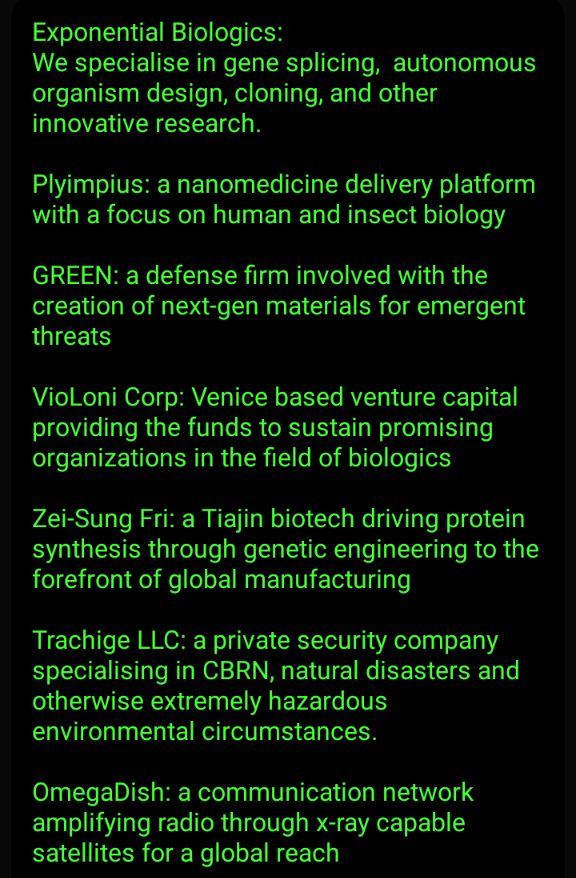 Exponential Biologics:
We specialise in gene splicing,  autonomous
organism design, cloning, and other
innovative research.
Plyimpius: a nanomedicine delivery platform
with a focus on human and insect biology
GREEN: a defense firm involved with the
creation of next-gen materials for emergent
threats
VioLoni Corp: Venice based venture capital
providing the funds to sustain promising
organizations in the field of biologics
Zei-Sung Fri: a Tiajin biotech driving protein
synthesis through genetic engineering to the
forefront of global manufacturing
Trachige LLC: a private security company
specialising in CBRN, natural disasters and
otherwise extremely hazardous
environmental circumstances.
OmegaDish: a communication network
amplifying radio through x-ray capable
satellites for a global reach